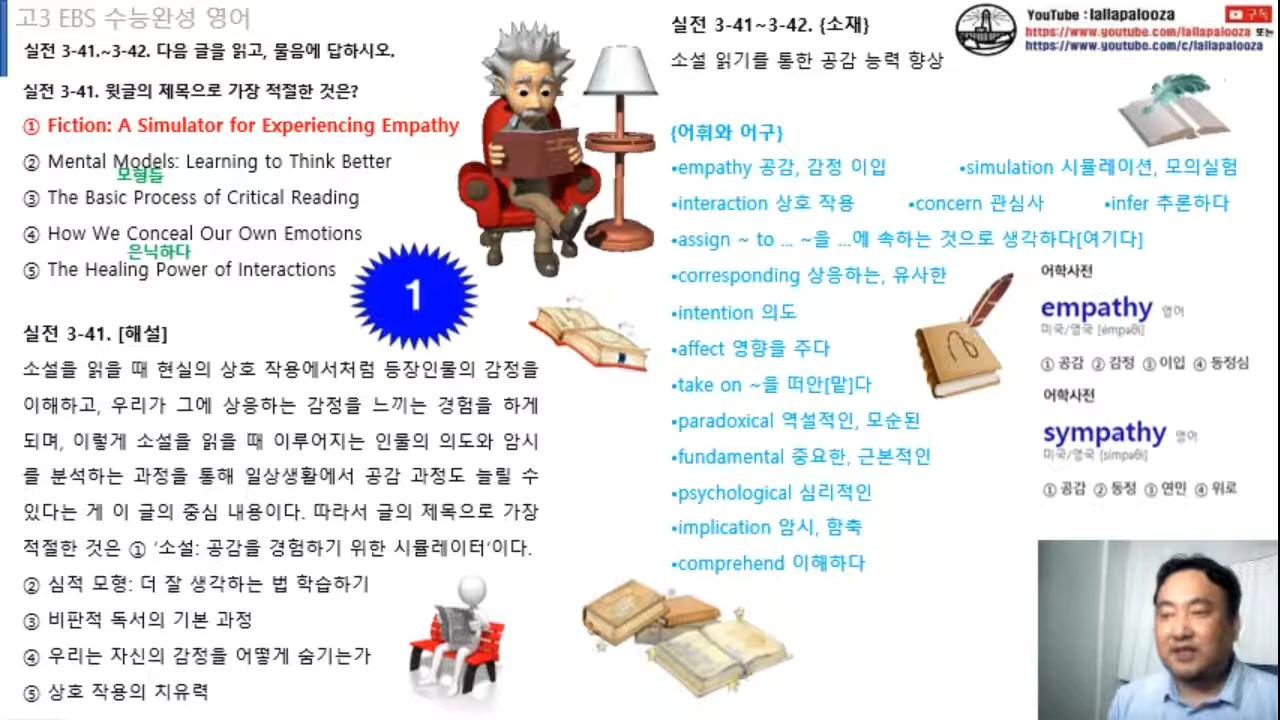 고3 EBS 수능완성 영어
실전 3-41.~3-42. 다음 글을 읽고, 물음에 답하시오.
실전 3-41. 윗글의 제목으로 가장 적절한 것은?
① Fiction: A Simulator for Experiencing Empathy
② Mental Models: Learning to Think Better
모형들
③ The Basic Process of Critical Reading
④ How We Conceal Our Own Emotions
은닉하다
⑤ The Healing Power of Interactions
1
실전 3-41. [해설]
소설을 읽을 때 현실의 상호 작용에서처럼 등장인물의 감정을
이해하고, 우리가 그에 상응하는 감정을 느끼는 경험을 하게
되며, 이렇게 소설을 읽을 때 이루어지는 인물의 의도와 암시
를 분석하는 과정을 통해 일상생활에서 공감 과정도 늘릴 수
있다는 게 이 글의 중심 내용이다. 따라서 글의 제목으로 가장
적절한 것은 ① ‘소설: 공감을 경험하기 위한 시뮬레이터’이다.
② 심적 모형: 더 잘 생각하는 법 학습하기
③ 비판적 독서의 기본 과정
④ 우리는 자신의 감정을 어떻게 숨기는가
⑤ 상호 작용의 치유력
실전 3-41~3-42. {소재}
소설 읽기를 통한 공감 능력 향상
YouTube : lallapalooza
구독
https://www.youtube.com/lallapalooza 또는
https://www.youtube.com/c/lallapalooza
{어휘와 어구}
•empathy 공감, 감정 이입 •simulation 시뮬레이션, 모의실험
•interaction 상호 작용 •concern 관심사 •infer 추론하다
•assign ~ to ... ~을 ...에 속하는 것으로 생각하다[여기다]
•corresponding 상응하는, 유사한
•intention 의도
•affect 영향을 주다
•take on ~을 떠안[맡]다
•paradoxical 역설적인, 모순된
•fundamental 중요한, 근본적인
•psychological 심리적인
•implication 암시, 함축
•comprehend 이해하다
어학사전
empathy 영어
미국/영국 [émpəθi]
① 공감 ② 감정 ③ 이입 ④ 동정심
어학사전
sympathy 영어
미국/영국 [símpəθi]
① 공감 ② 동정 ③ 연민 ④ 위로